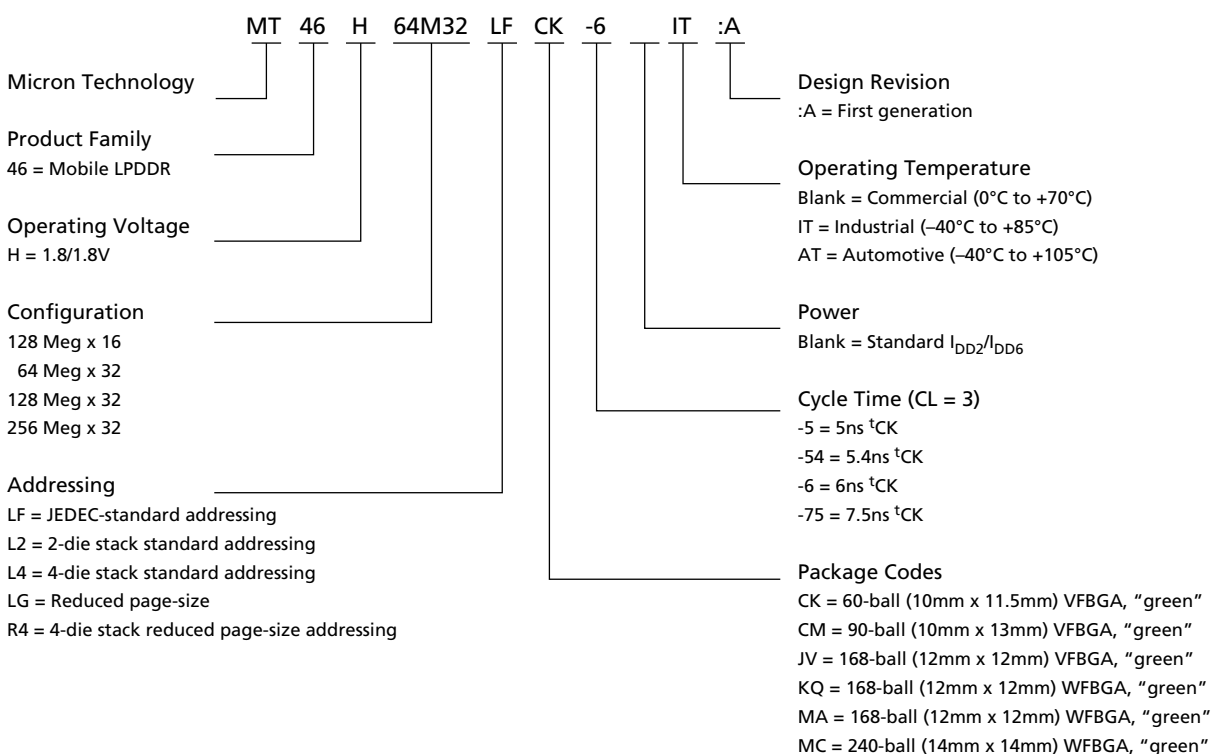 MT 46 H 64M32 LF CK -6 IT :A
Micron Technology
Product Family
46 = Mobile LPDDR
Operating Voltage
H = 1.8/1.8V
Configuration
128 Meg x 16
64 Meg x 32
128 Meg x 32
256 Meg x 32
Addressing
LF = JEDEC-standard addressing
L2 = 2-die stack standard addressing
L4 = 4-die stack standard addressing
LG = Reduced page-size
R4 = 4-die stack reduced page-size addressing
Design Revision
:A = First generation
Operating Temperature
Blank = Commercial (0°C to +70°C)
IT = Industrial (–40°C to +85°C)
AT = Automotive (–40°C to +105°C)
Power
Blank = Standard IDD2/IDD6
Cycle Time (CL = 3)
-5 = 5ns tCK
-54 = 5.4ns tCK
-6 = 6ns tCK
-75 = 7.5ns tCK
Package Codes
CK = 60-ball (10mm x 11.5mm) VFBGA, “green”
CM = 90-ball (10mm x 13mm) VFBGA, “green”
JV = 168-ball (12mm x 12mm) VFBGA, “green”
KQ = 168-ball (12mm x 12mm) WFBGA, “green”
MA = 168-ball (12mm x 12mm) WFBGA, “green”
MC = 240-ball (14mm x 14mm) WFBGA, “green”